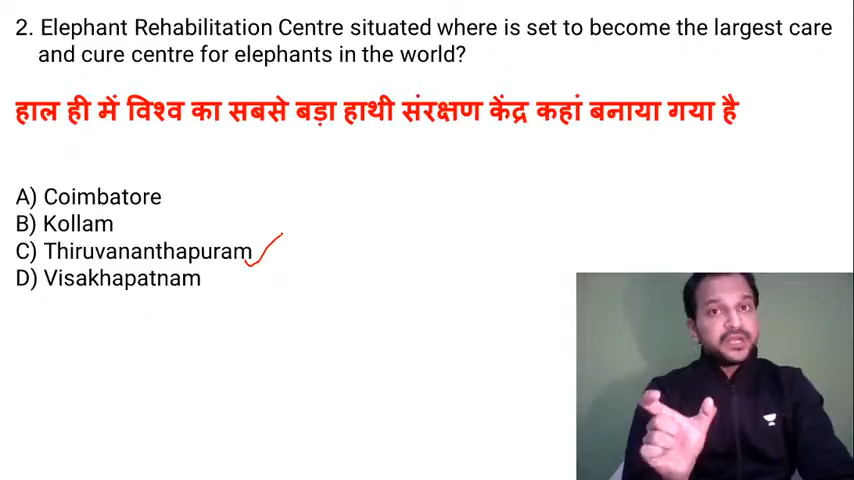 2. Elephant Rehabilitation Centre situated where is set to become the largest care
and cure centre for elephants in the world?
हाल ही में विश्व का सबसे बड़ा हाथी संरक्षण केंद्र कहां बनाया गया है
A) Coimbatore
B) Kollam
C) Thiruvananthapuram
D) Visakhapatnam